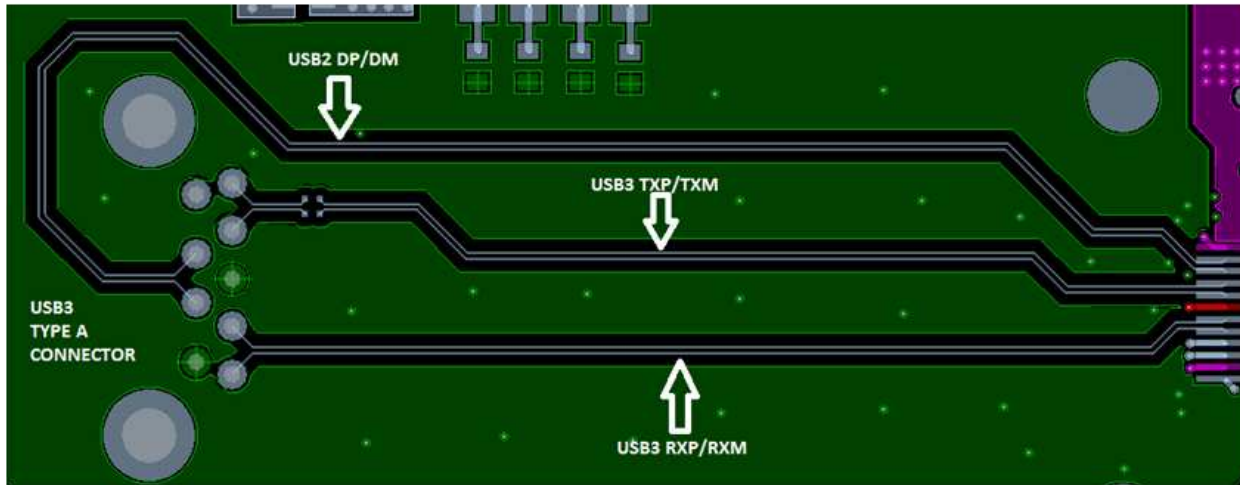 USB2 DP/DM
USB3 TXP/TXM
USB3
TYPE A
CONNECTOR
USB3 RXP/RXM